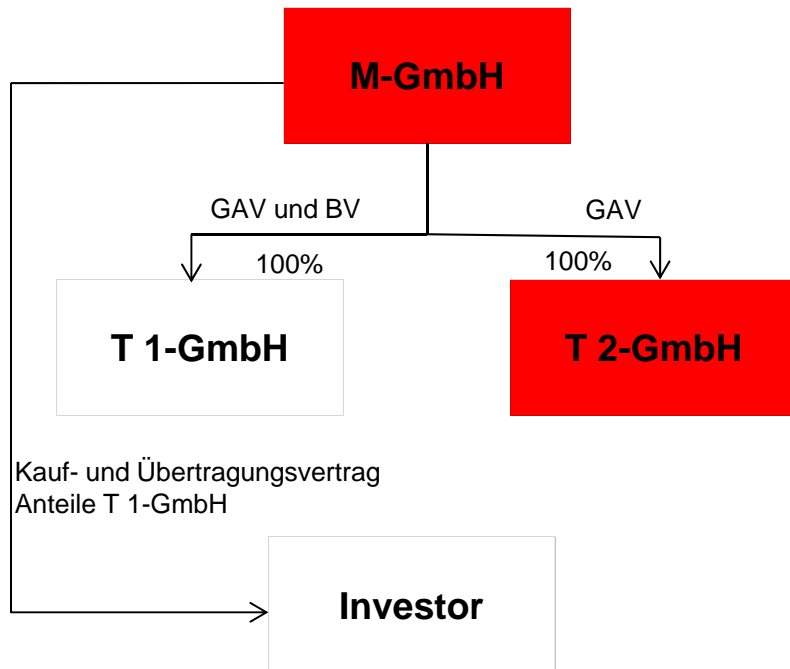 M-GmbH
GAV und BV
GAV
100%
100%
T 1-GmbH
T 2-GmbH
Kauf- und Übertragungsvertrag
Anteile T 1-GmbH
Investor